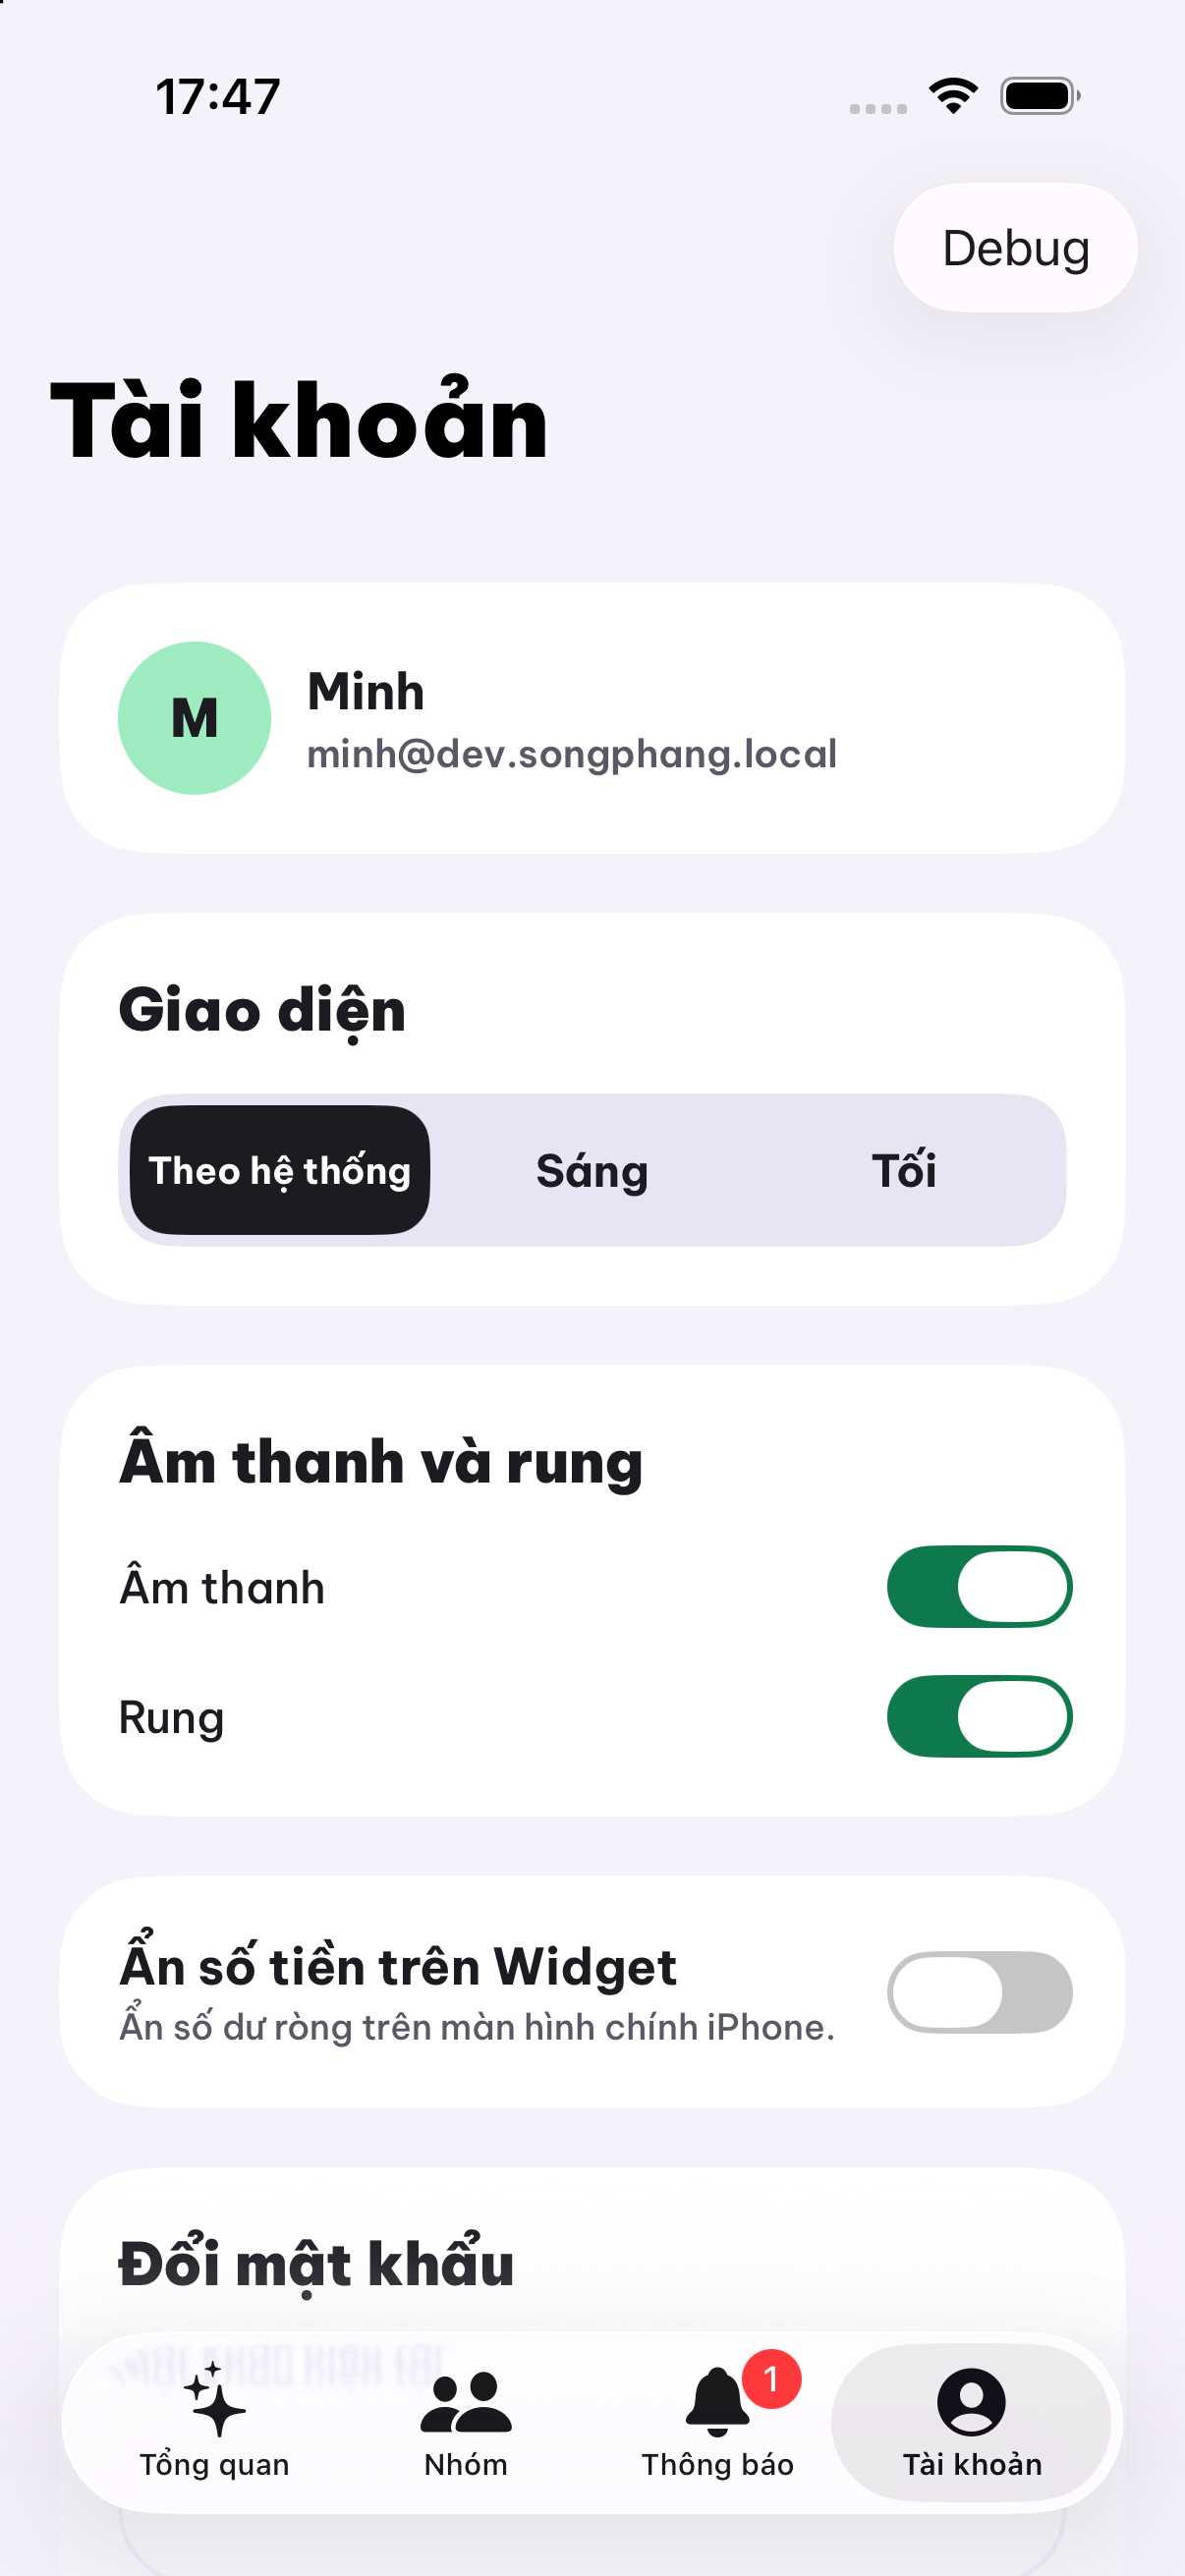 17:47
Debug
Tài khoản
M
Minh
minh@dev.songphang.local
Giao diện
Theo hệ thống
Sáng
Tối
Âm thanh và rung
Âm thanh
Rung
Ẩn số tiền trên Widget
Ẩn số dư ròng trên màn hình chính iPhone.
Đổi mật khẩu
1
Tổng quan
Nhóm
Thông báo
Tài khoản